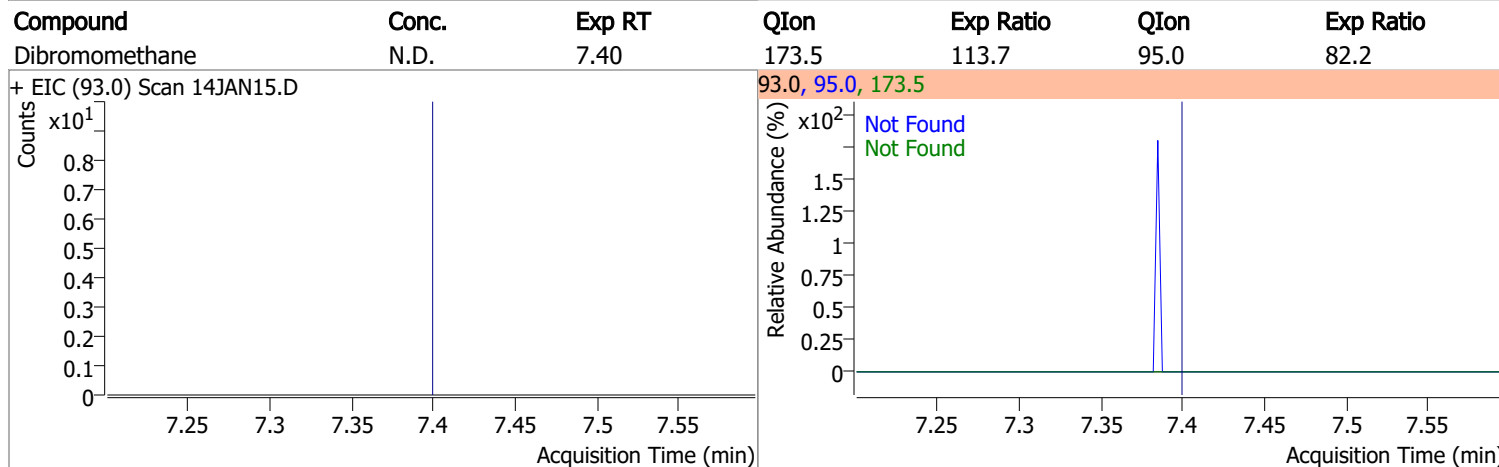 Compound Conc. Exp RT QIon Exp Ratio QIon Exp Ratio
Dibromomethane N.D. 7.40 173.5 113.7 95.0 82.2
+ EIC (93.0) Scan 14JAN15.D
Counts
x10¹
0.8
0.7
0.6
0.5
0.4
0.3
0.2
0.1
0
7.25 7.3 7.35 7.4 7.45 7.5 7.55
Acquisition Time (min)
93.0, 95.0, 173.5
Relative Abundance (%)
x10²
Not Found
Not Found
1.5
1.25
1
0.75
0.5
0.25
0
7.25 7.3 7.35 7.4 7.45 7.5 7.55
Acquisition Time (min)